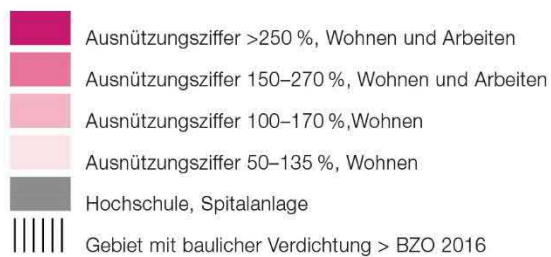 Ausnützungsziffer >250 %, Wohnen und Arbeiten
Ausnützungsziffer 150–270 %, Wohnen und Arbeiten
Ausnützungsziffer 100–170 %,Wohnen
Ausnützungsziffer 50–135 %, Wohnen
Hochschule, Spitalanlage
Gebiet mit baulicher Verdichtung > BZO 2016